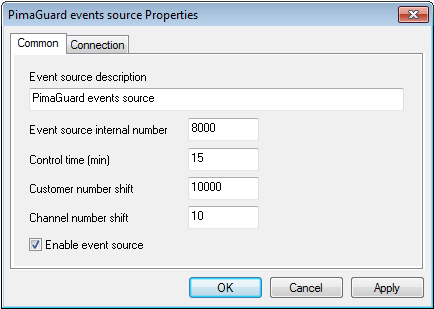 PimaGuard events source Properties
Common Connection
Event source description
PimaGuard events source
Event source internal number 8000
Control time (min) 15
Customer number shift 10000
Channel number shift 10
Enable event source
OK Cancel Apply